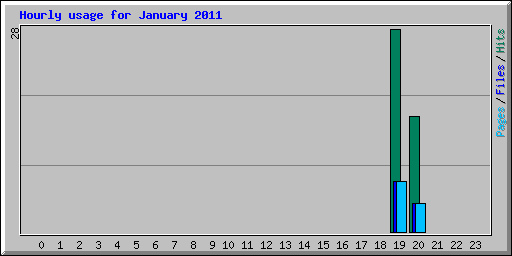 Hourly usage for January 2011
28
Pages/Files/Hits
0 1 2 3 4 5 6 7 8 9 10 11 12 13 14 15 16 17 18 19 20 21 22 23